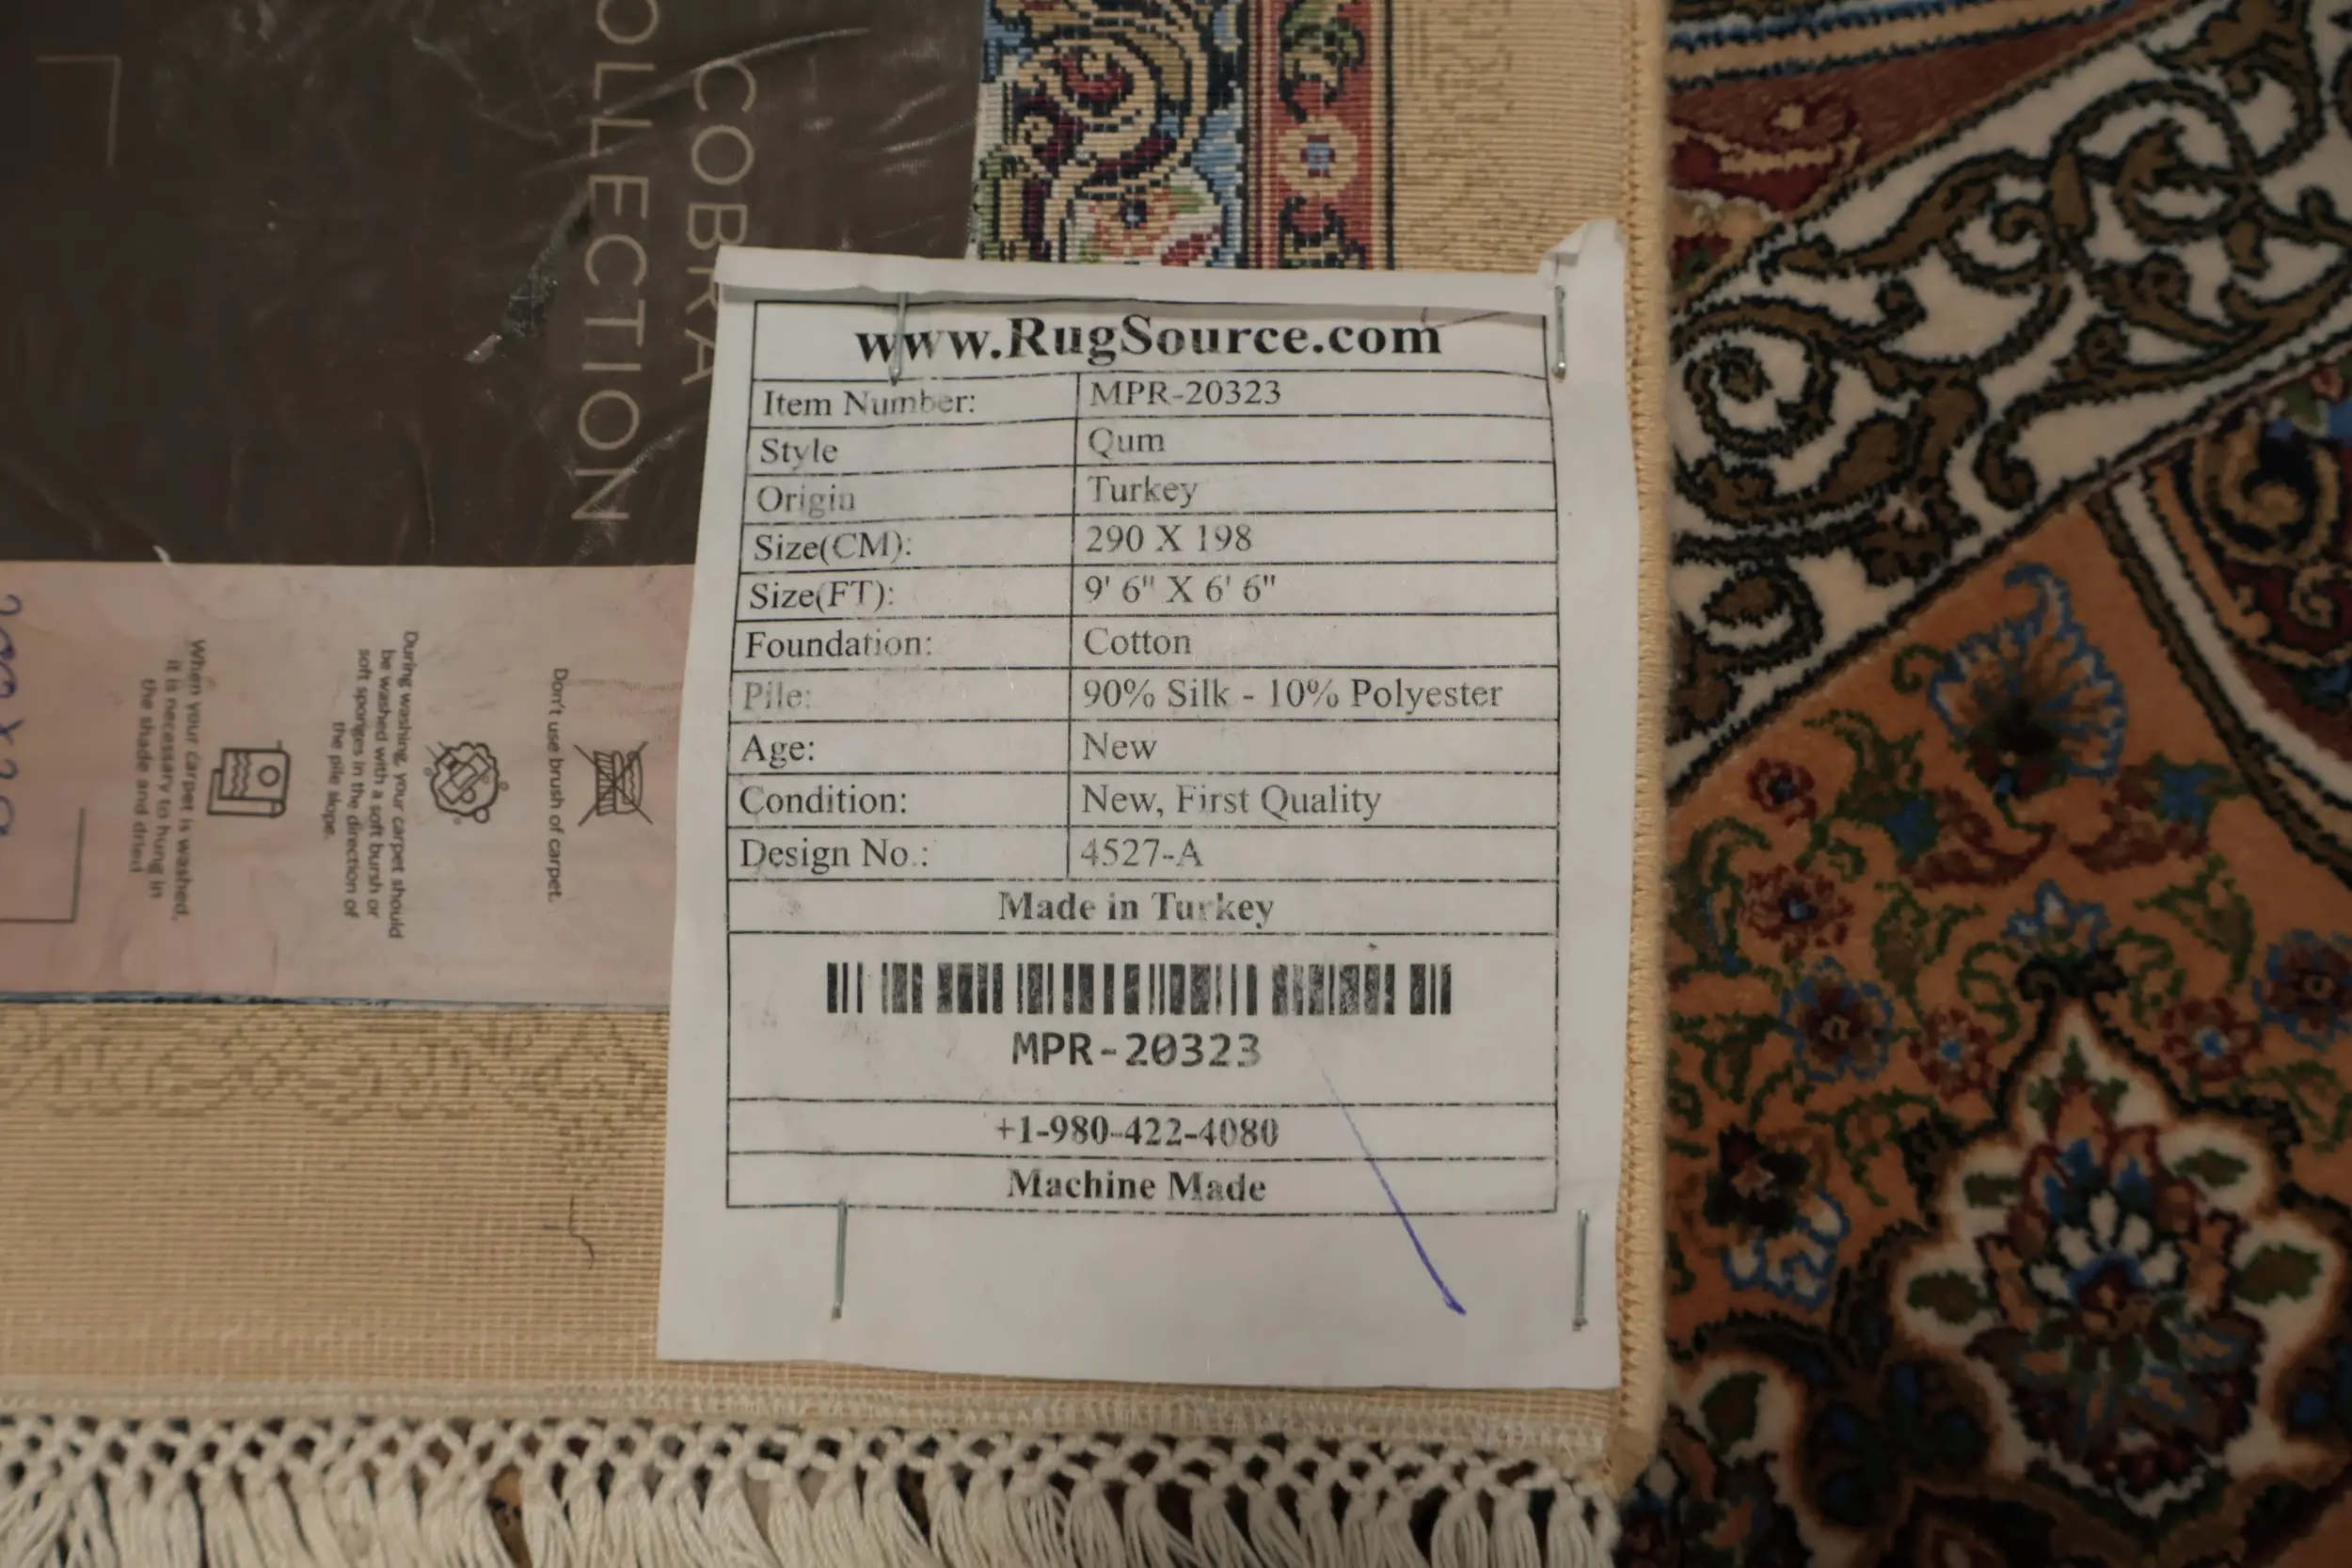 COBRA
COLLECTION
www.RugSource.com
Item Number: MPR-20323
Style Qum
Origin Turkey
Size(CM): 290 X 198
Size(FT): 9' 6" X 6' 6"
Foundation: Cotton
Pile: 90% Silk - 10% Polyester
Age: New
Condition: New, First Quality
Design No.: 4527-A
Made in Turkey
MPR-20323
+1-980-422-4080
Machine Made
Don't use brush of carpet.
During washing, your carpet should
be washed with a soft bursh or
soft sponges in the direction of
the pile slope.
When your carpet is washed,
it is necessary to hung in
the shade and dried